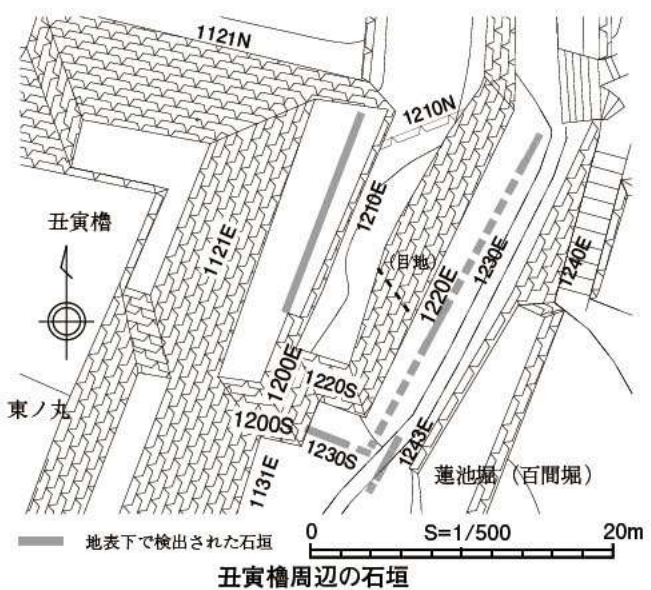 1121N
1210N
丑寅櫓
1121E
1210E
(目地)
1220E
1230E
1240E
東ノ丸
1200E
1220S
1200S
1230S
1131E
1243E
蓮池堀（百間堀）
地表下で検出された石垣
0 S=1/500 20m
丑寅櫓周辺の石垣